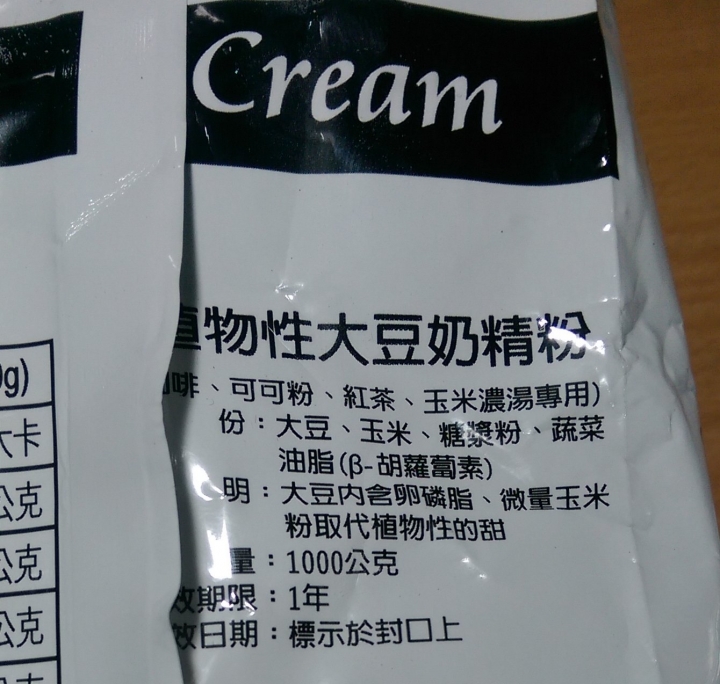 Cream
植物性大豆奶精粉
啡、可可粉、紅茶、玉米濃湯專用)
份：大豆、玉米、糖漿粉、蔬菜
油脂(β-胡蘿蔔素)
明：大豆內含卵磷脂、微量玉米
粉取代植物性的甜
量：1000公克
效期限：1年
效日期：標示於封口上
g)
大卡
公克
公克
公克